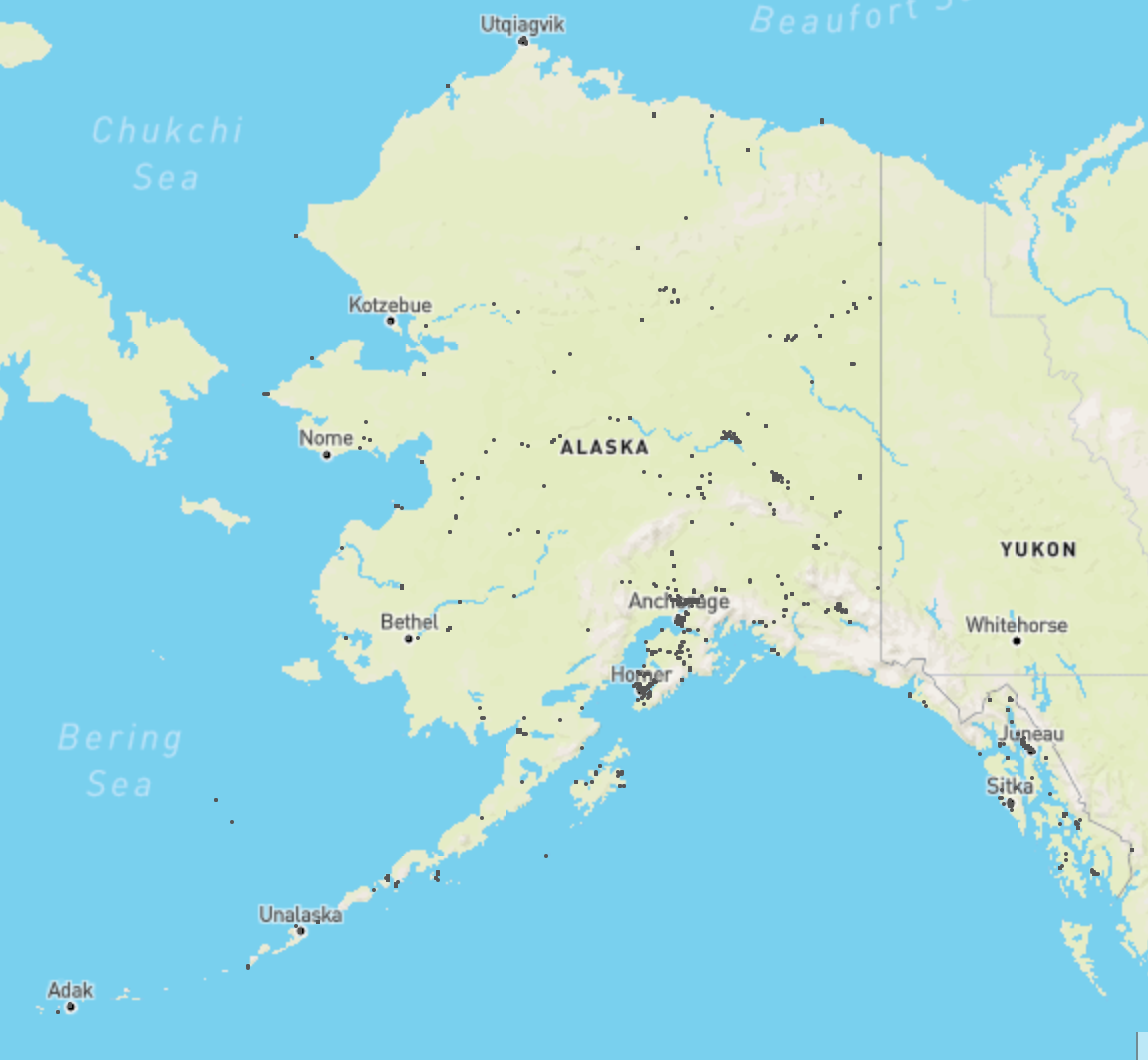 Utqiagvik
Beaufort
Chukchi
Sea
Kotzebue
Nome
ALASKA
YUKON
Anchorage
Bethel
Whitehorse
Homer
Juneau
Bering
Sea
Sitka
Unalaska
Adak